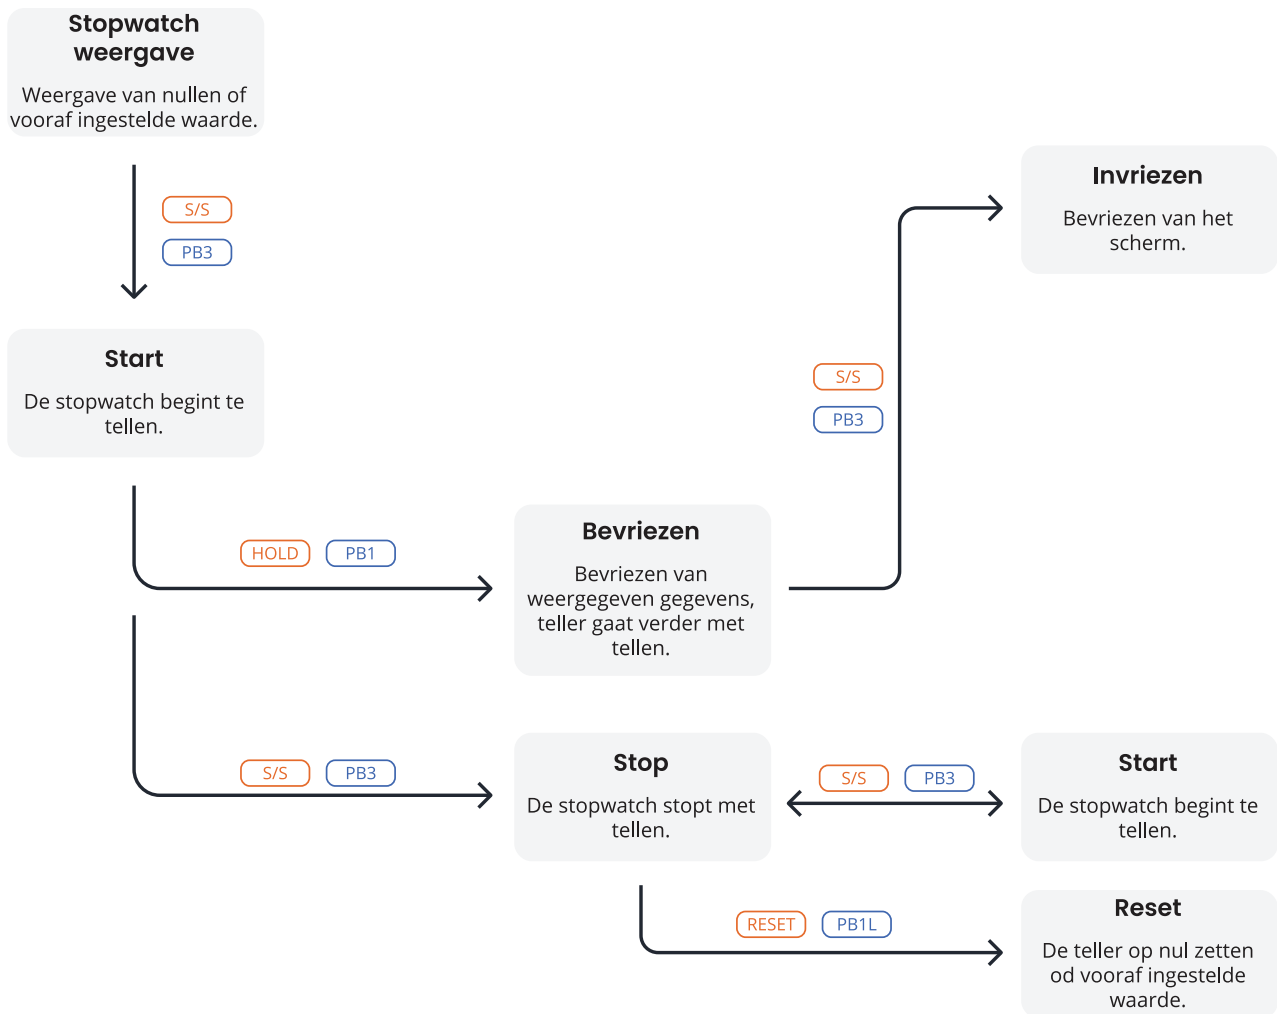 Stopwatch
weergave
Weergave van nullen of
vooraf ingestelde waarde.
S/S
PB3
Invriezen
Bevriezen van het
scherm.
Start
De stopwatch begint te
tellen.
S/S
PB3
HOLD PB1
Bevriezen
Bevriezen van
weergegeven gegevens,
teller gaat verder met
tellen.
S/S PB3
Stop
De stopwatch stopt met
tellen.
S/S PB3
Start
De stopwatch begint te
tellen.
RESET PB1L
Reset
De teller op nul zetten
od vooraf ingestelde
waarde.